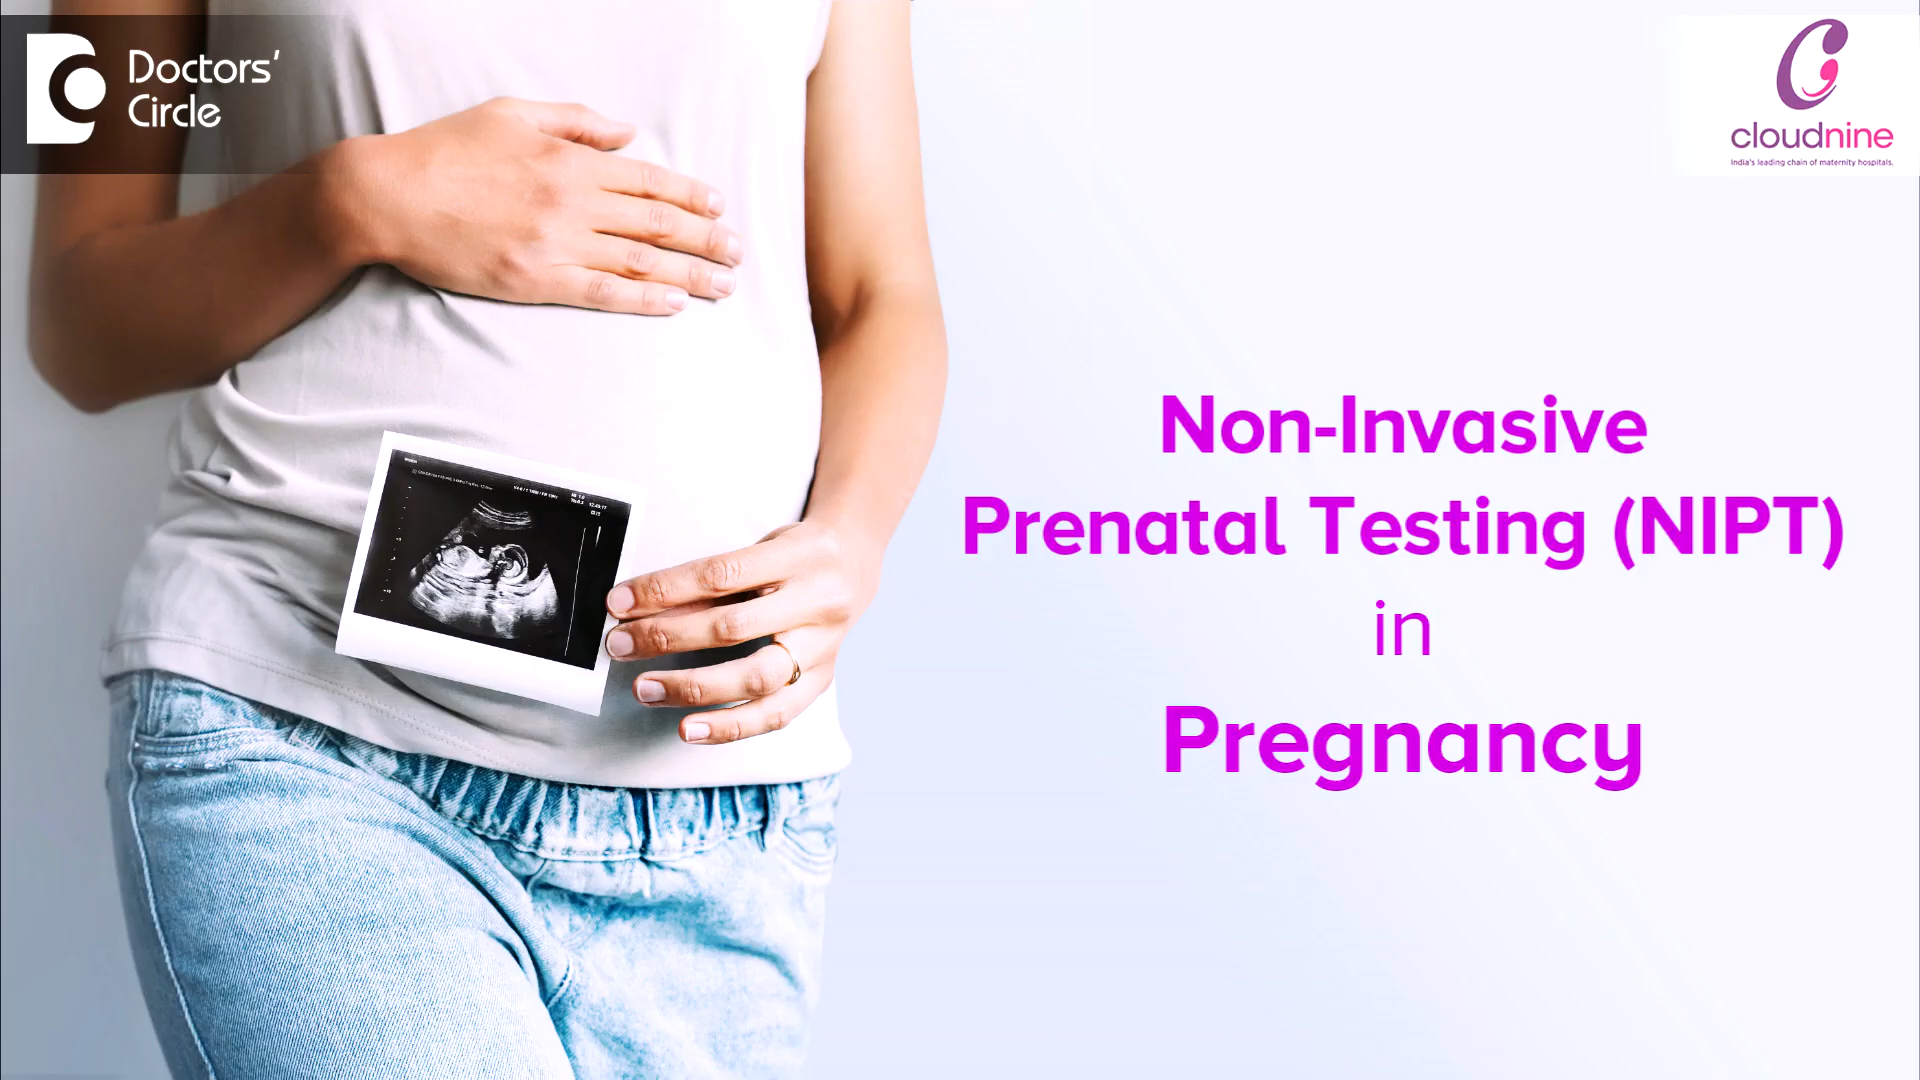 Doctors'
Circle
cloudnine
India's leading chain of maternity hospitals.
Non-Invasive
Prenatal Testing (NIPT)
in
Pregnancy